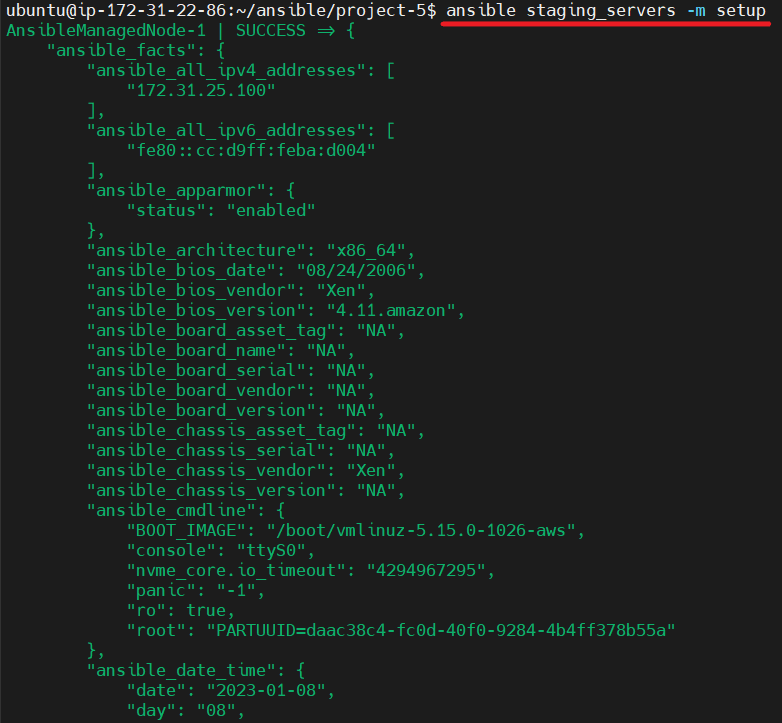 ubuntu@ip-172-31-22-86:~/ansible/project-5$ ansible staging_servers -m setup
AnsibleManagedNode-1 | SUCCESS => {
    "ansible_facts": {
        "ansible_all_ipv4_addresses": [
            "172.31.25.100"
        ],
        "ansible_all_ipv6_addresses": [
            "fe80::cc:d9ff:feba:d004"
        ],
        "ansible_apparmor": {
            "status": "enabled"
        },
        "ansible_architecture": "x86_64",
        "ansible_bios_date": "08/24/2006",
        "ansible_bios_vendor": "Xen",
        "ansible_bios_version": "4.11.amazon",
        "ansible_board_asset_tag": "NA",
        "ansible_board_name": "NA",
        "ansible_board_serial": "NA",
        "ansible_board_vendor": "NA",
        "ansible_board_version": "NA",
        "ansible_chassis_asset_tag": "NA",
        "ansible_chassis_serial": "NA",
        "ansible_chassis_vendor": "Xen",
        "ansible_chassis_version": "NA",
        "ansible_cmdline": {
            "BOOT_IMAGE": "/boot/vmlinuz-5.15.0-1026-aws",
            "console": "ttyS0",
            "nvme_core.io_timeout": "4294967295",
            "panic": "-1",
            "ro": true,
            "root": "PARTUUID=daac38c4-fc0d-40f0-9284-4b4ff378b55a"
        },
        "ansible_date_time": {
            "date": "2023-01-08",
            "day": "08",